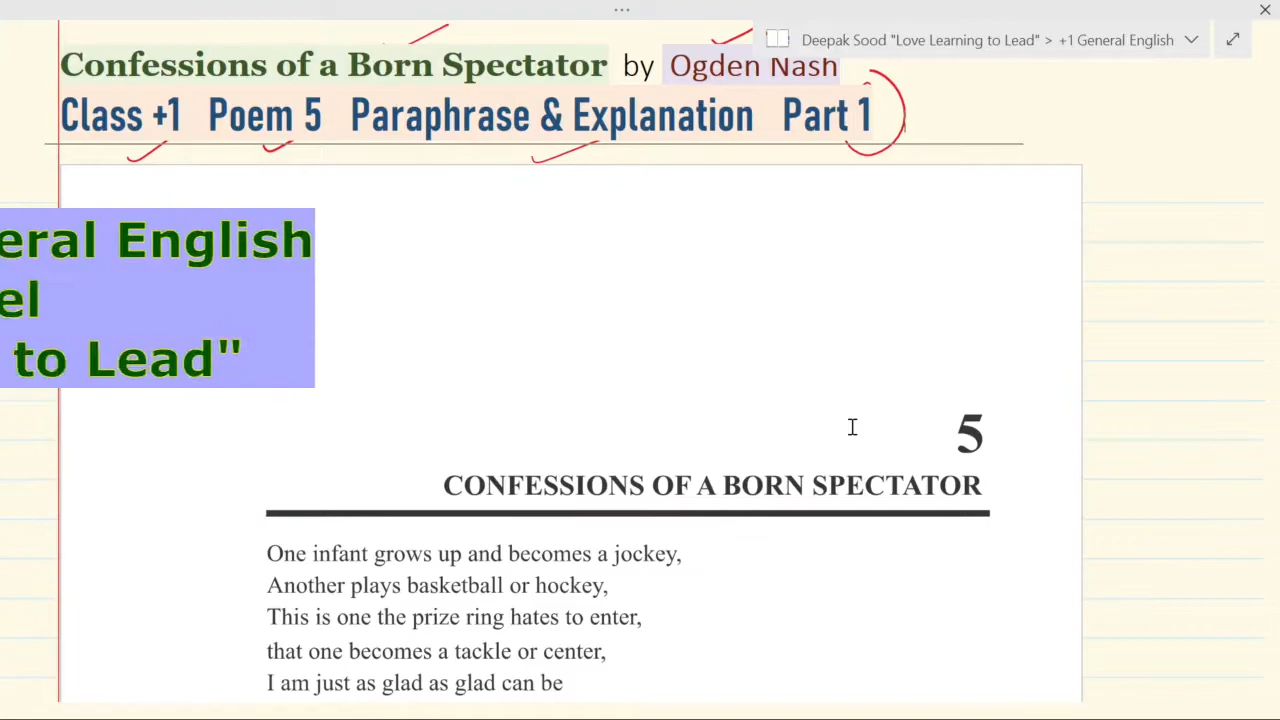 Deepak Sood "Love Learning to Lead" > +1 General English
Confessions of a Born Spectator by Ogden Nash
Class +1 Poem 5 Paraphrase & Explanation Part 1
eral English
el
to Lead"
5
CONFESSIONS OF A BORN SPECTATOR
One infant grows up and becomes a jockey,
Another plays basketball or hockey,
This is one the prize ring hates to enter,
that one becomes a tackle or center,
I am just as glad as glad can be